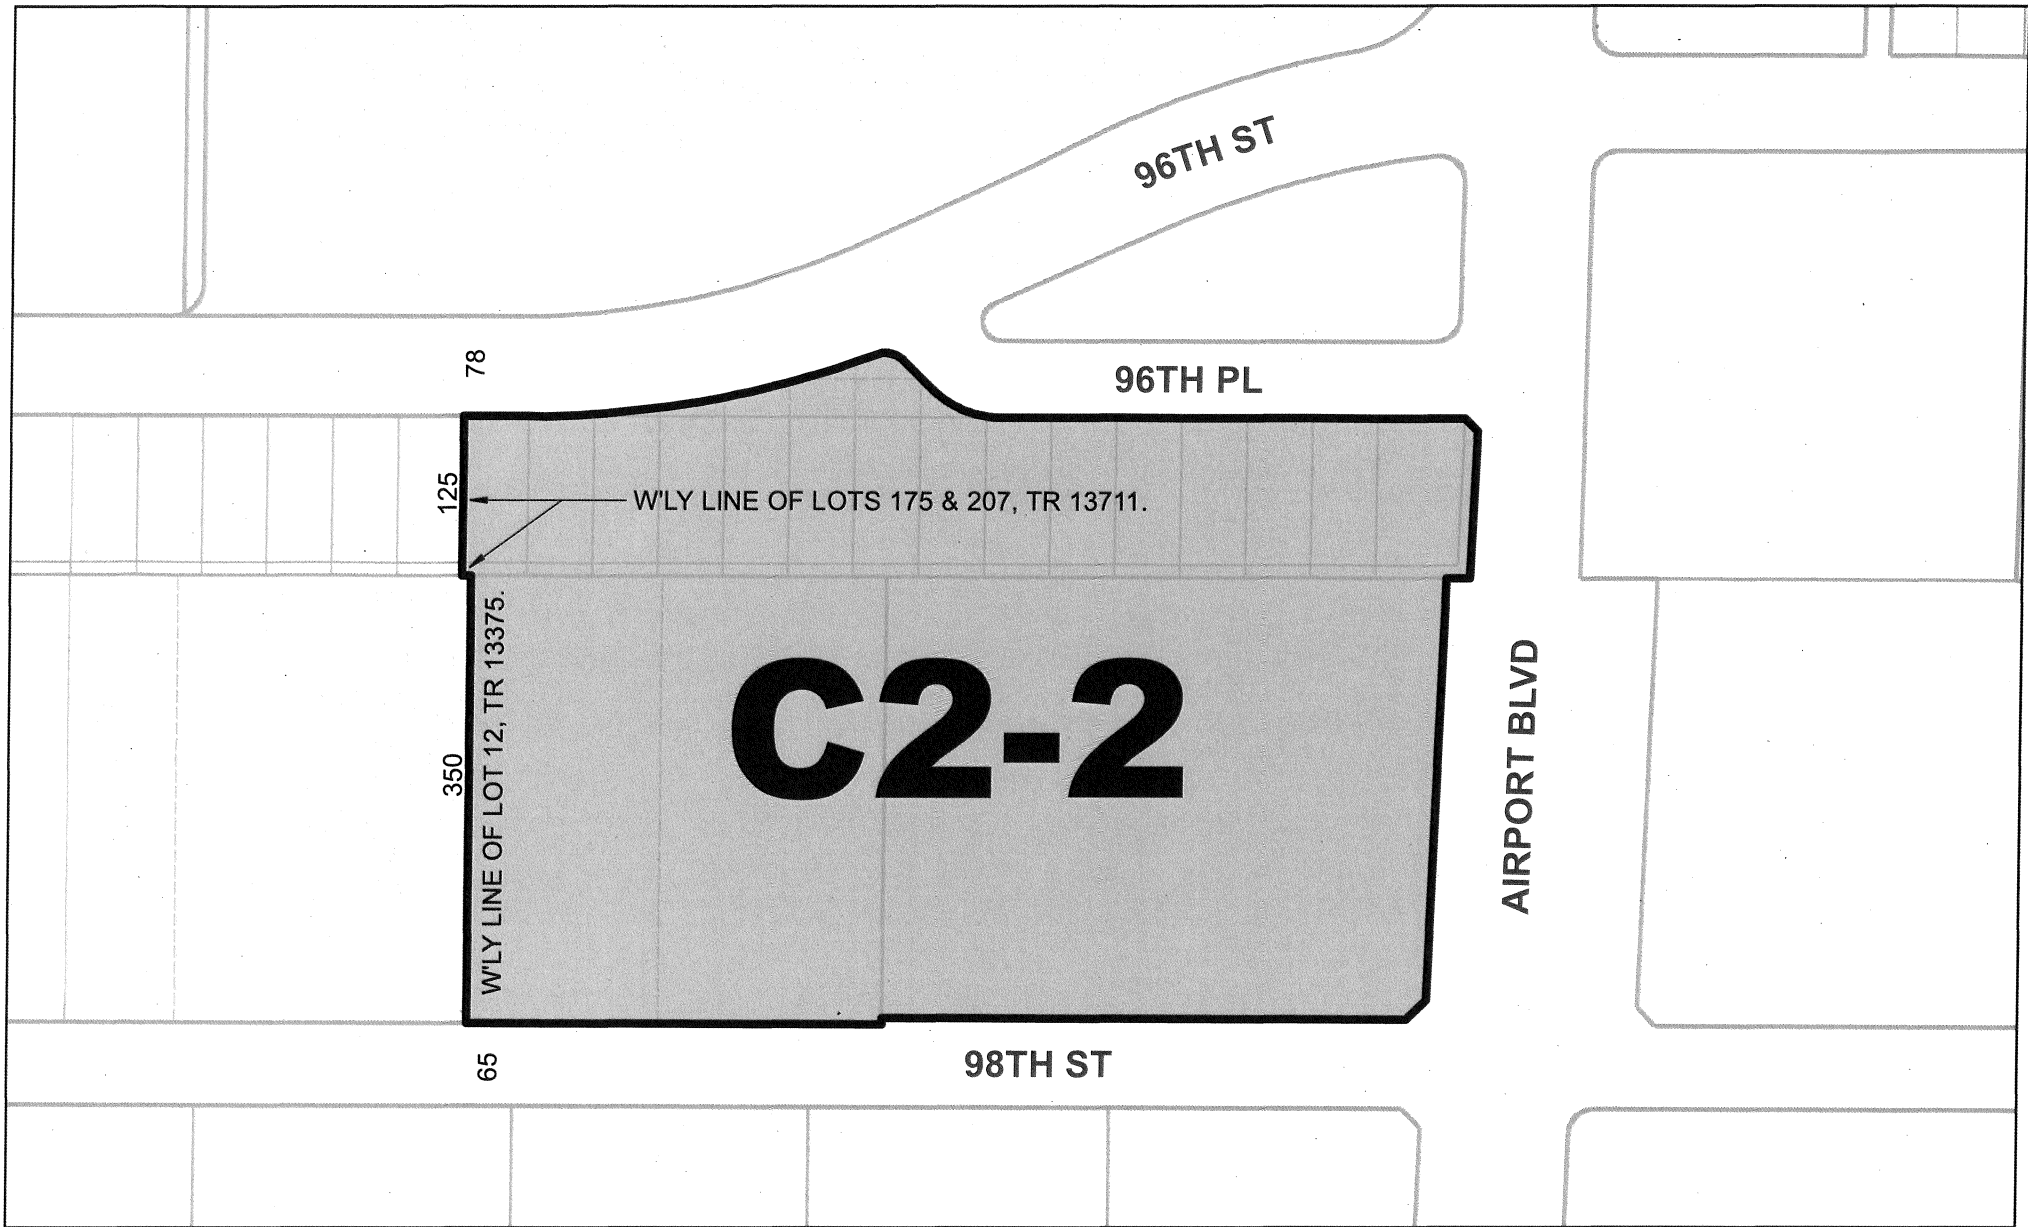 96TH ST
78
96TH PL
125
W'LY LINE OF LOTS 175 & 207, TR 13711.
W'LY LINE OF LOT 12, TR 13375.
350
C2-2
AIRPORT BLVD
65
98TH ST